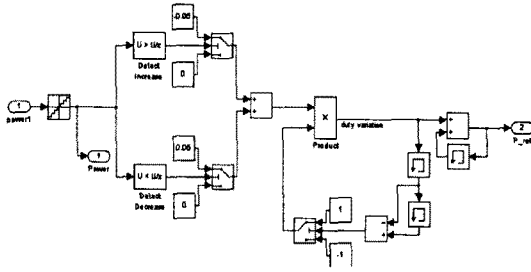 0.05
U > U/z
Detect
Increase
0
1
power1
1
Power
0.05
U < U/z
Detect
Decrease
0
+
+
×
Product
duty variation
+
+
2
P_ref
1
-1
−
+